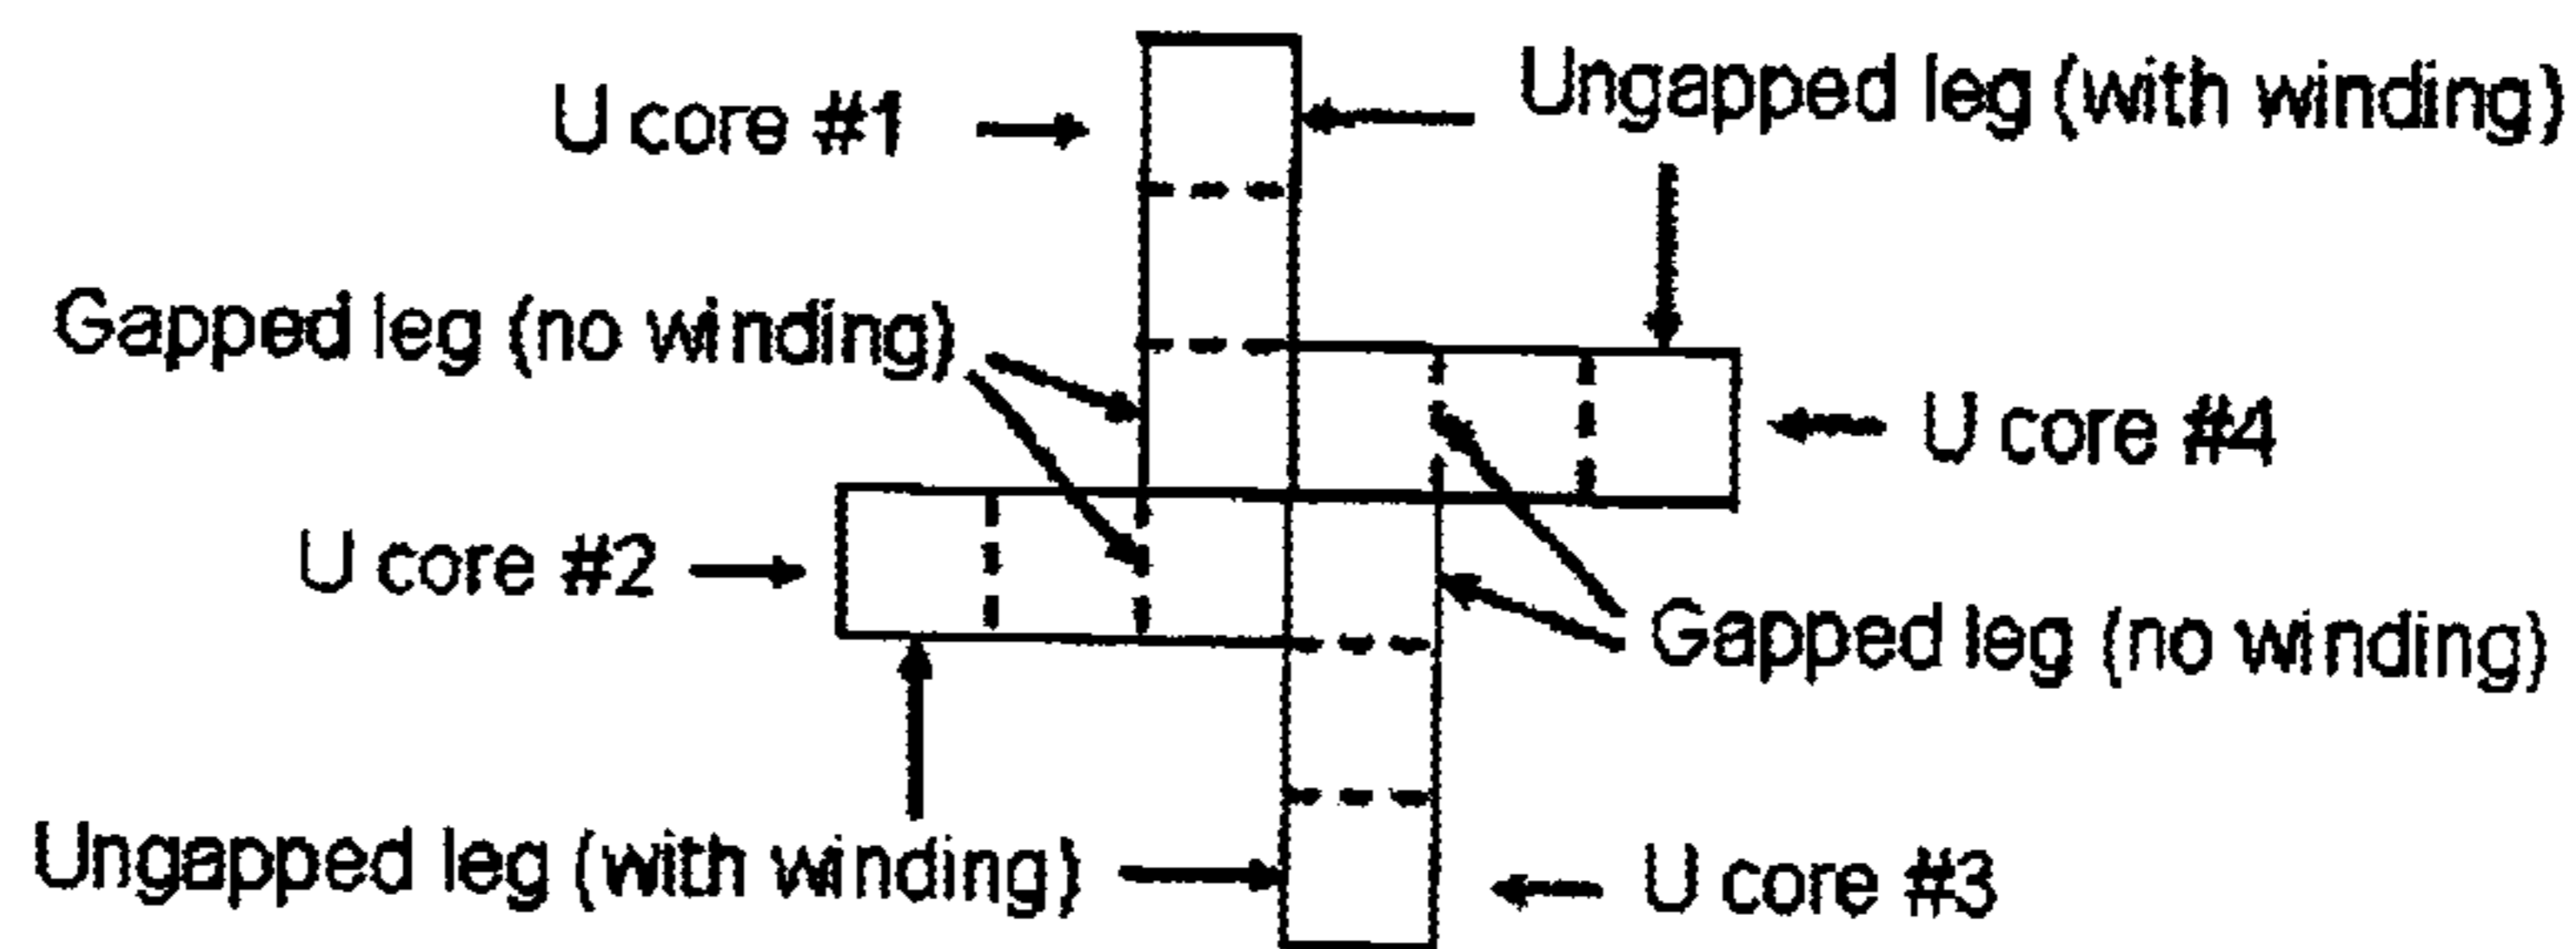 Ungapped leg (with winding)
U core #1
Gapped leg (no winding)
U core #4
U core #2
Gapped leg (no winding)
Ungapped leg (with winding)
U core #3